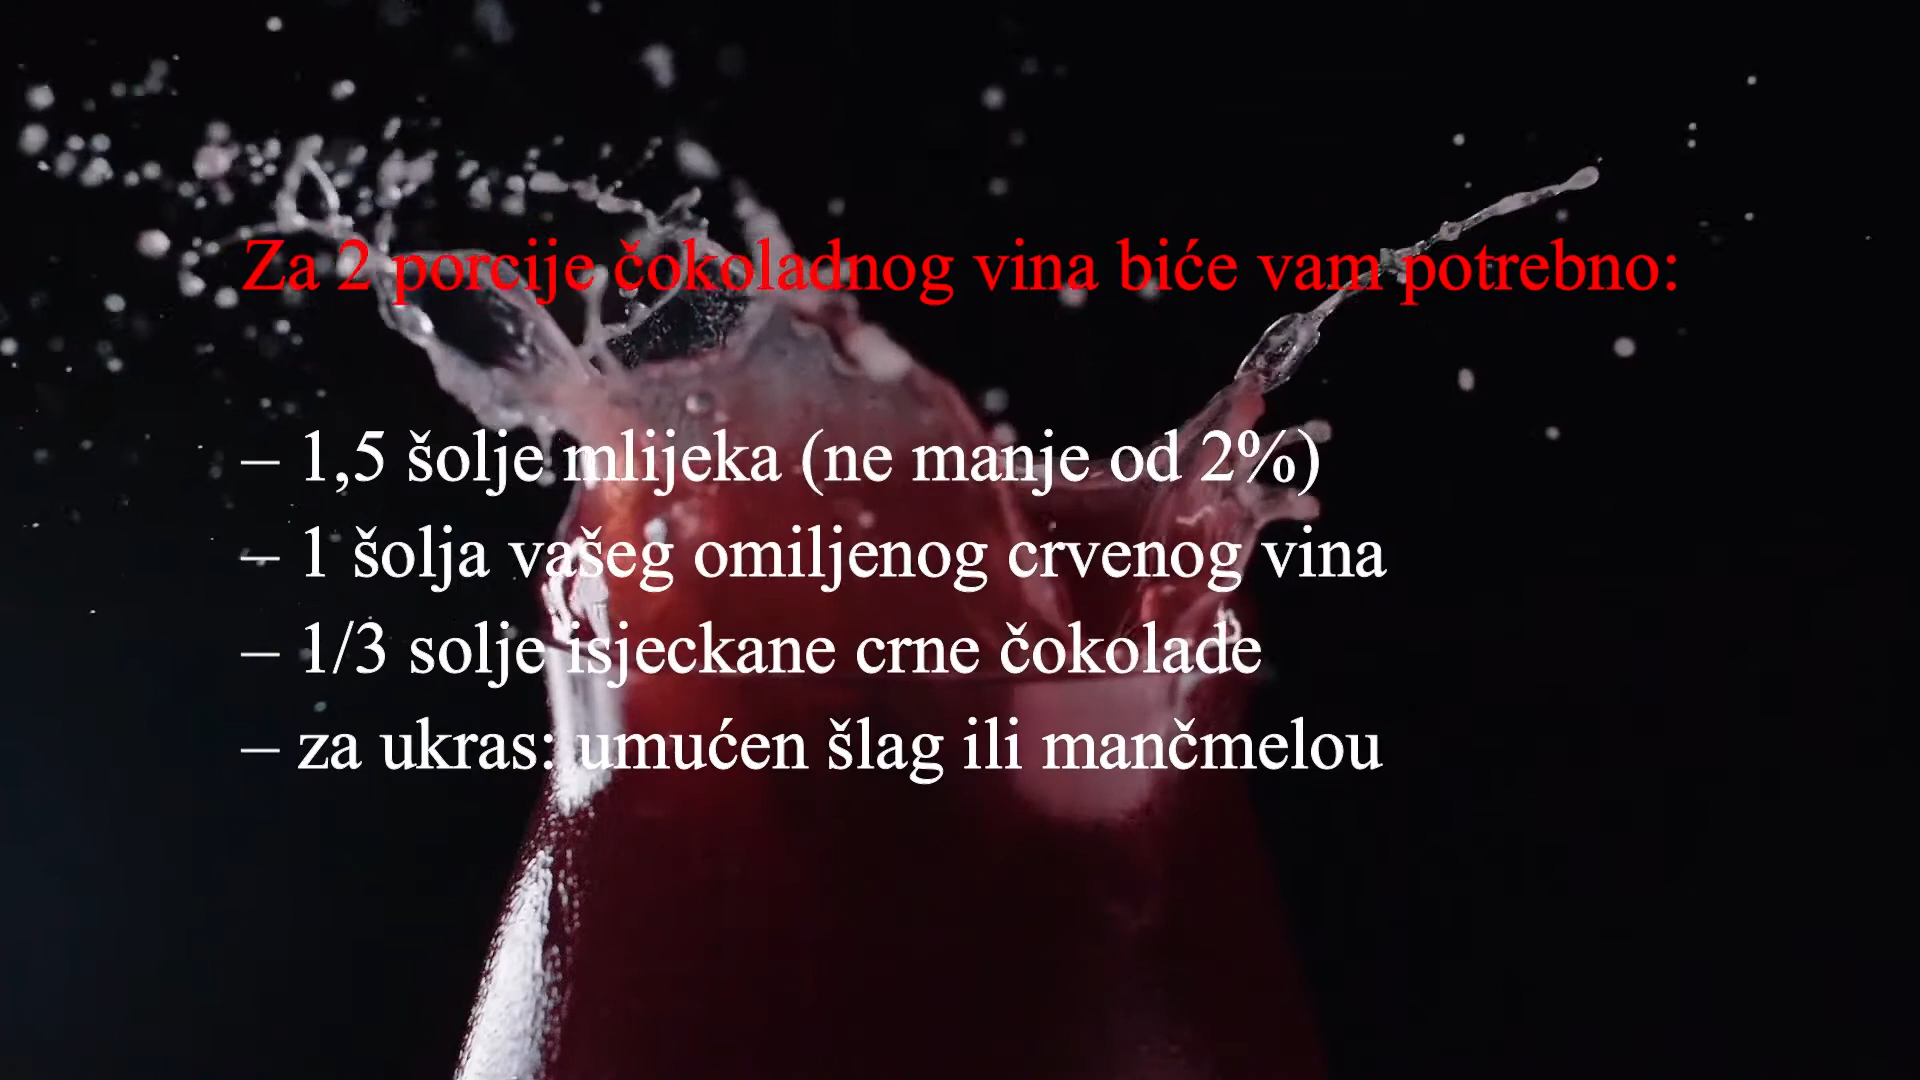 Za 2 porcije čokoladnog vina biće vam potrebno:
– 1,5 šolje mlijeka (ne manje od 2%)
– 1 šolja vašeg omiljenog crvenog vina
– 1/3 solje isjeckane crne čokolade
– za ukras: umućen šlag ili mančmelou